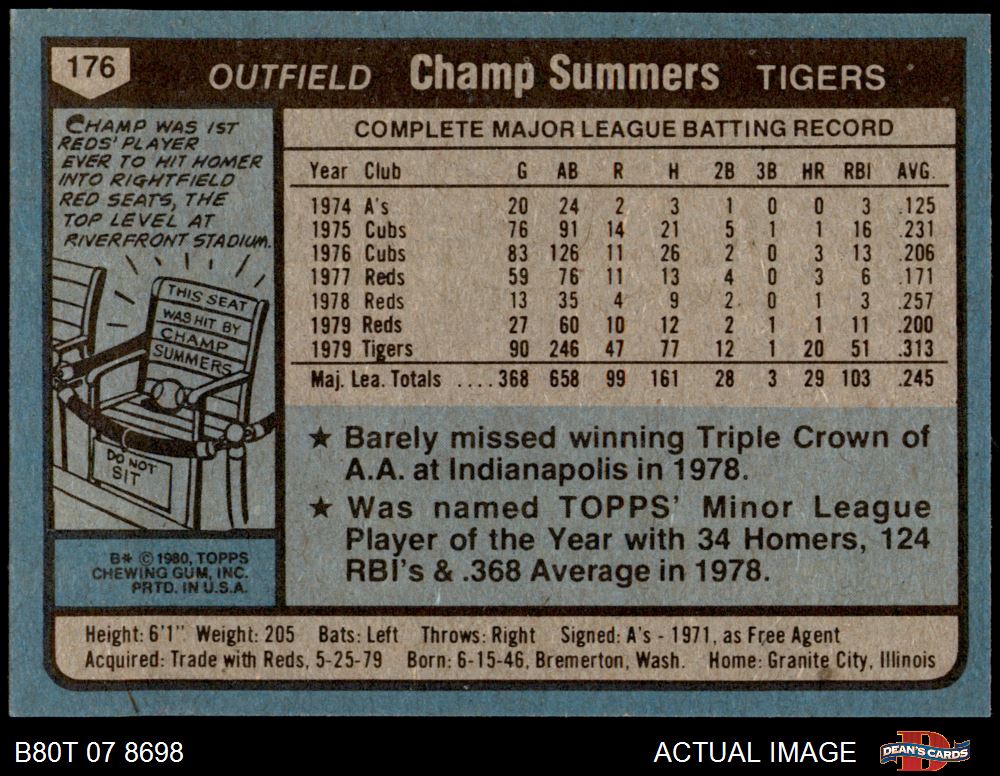 176
OUTFIELD Champ Summers TIGERS
CHAMP WAS 1ST
REDS' PLAYER
EVER TO HIT HOMER
INTO RIGHTFIELD
RED SEATS, THE
TOP LEVEL AT
RIVERFRONT STADIUM.
THIS SEAT
WAS HIT BY
CHAMP
SUMMERS
DO NOT
SIT
B* © 1980, TOPPS
CHEWING GUM, INC.
PRTD. IN U.S.A.
COMPLETE MAJOR LEAGUE BATTING RECORD
Year Club G AB R H 2B 3B HR RBI AVG.
1974 A's 20 24 2 3 1 0 0 3 .125
1975 Cubs 76 91 14 21 5 1 1 16 .231
1976 Cubs 83 126 11 26 2 0 3 13 .206
1977 Reds 59 76 11 13 4 0 3 6 .171
1978 Reds 13 35 4 9 2 0 1 3 .257
1979 Reds 27 60 10 12 2 1 1 11 .200
1979 Tigers 90 246 47 77 12 1 20 51 .313
Maj. Lea. Totals ....368 658 99 161 28 3 29 103 .245
★ Barely missed winning Triple Crown of
A.A. at Indianapolis in 1978.
★ Was named TOPPS' Minor League
Player of the Year with 34 Homers, 124
RBI's & .368 Average in 1978.
Height: 6'1" Weight: 205 Bats: Left Throws: Right Signed: A's - 1971, as Free Agent
Acquired: Trade with Reds, 5-25-79 Born: 6-15-46, Bremerton, Wash. Home: Granite City, Illinois
B80T 07 8698
ACTUAL IMAGE
DEAN'S CARDS